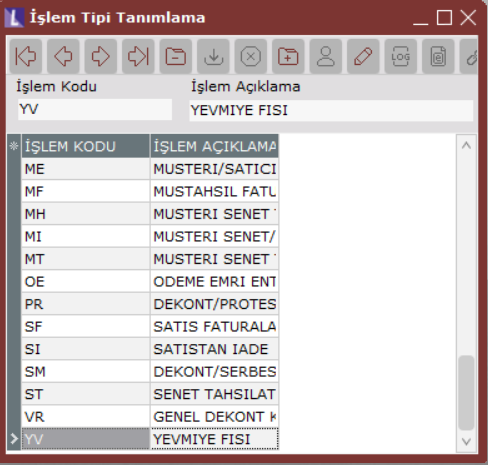 İşlem Tipi Tanımlama
LOG
İşlem Kodu İşlem Açıklama
YV YEVMIYE FISI
İŞLEM KODU İŞLEM AÇIKLAMA
ME MUSTERI/SATICI
MF MUSTAHSIL FATU
MH MUSTERI SENET
MI MUSTERI SENET/
MT MUSTERI SENET
OE ODEME EMRI ENT
PR DEKONT/PROTES
SF SATIS FATURALA
SI SATISTAN IADE
SM DEKONT/SERBES
ST SENET TAHSILAT
VR GENEL DEKONT K
YV YEVMIYE FISI